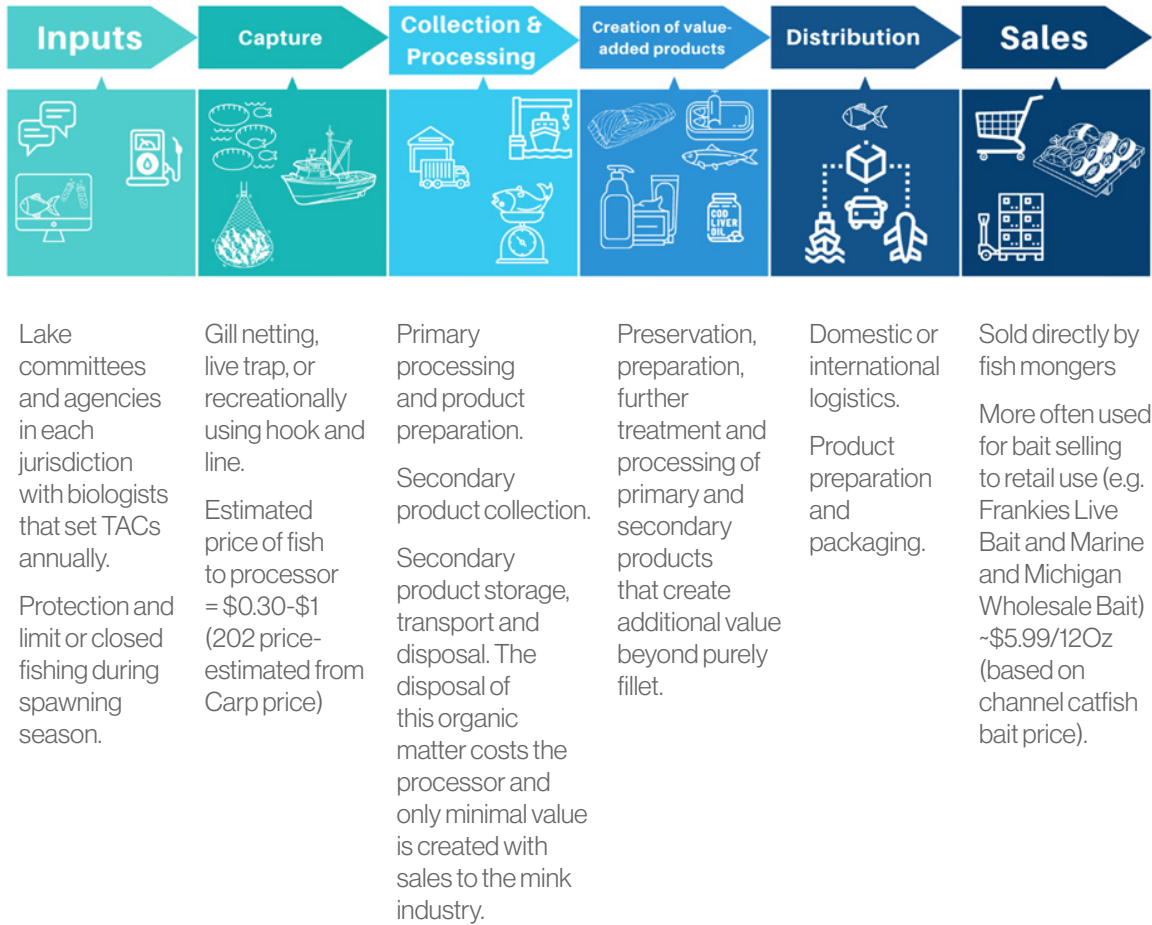 Inputs
Capture
Collection &
Processing
Creation of value-
added products
Distribution
Sales
COD
LIVER
OIL
Lake
committees
and agencies
in each
jurisdiction
with biologists
that set TACs
annually.
Protection and
limit or closed
fishing during
spawning
season.
Gill netting,
live trap, or
recreationally
using hook and
line.
Estimated
price of fish
to processor
= $0.30-$1
(202 price-
estimated from
Carp price)
Primary
processing
and product
preparation.
Secondary
product collection.
Secondary
product storage,
transport and
disposal. The
disposal of
this organic
matter costs the
processor and
only minimal value
is created with
sales to the mink
industry.
Preservation,
preparation,
further
treatment and
processing of
primary and
secondary
products
that create
additional value
beyond purely
fillet.
Domestic or
international
logistics.
Product
preparation
and
packaging.
Sold directly by
fish mongers
More often used
for bait selling
to retail use (e.g.
Frankies Live
Bait and Marine
and Michigan
Wholesale Bait)
~$5.99/12Oz
(based on
channel catfish
bait price).